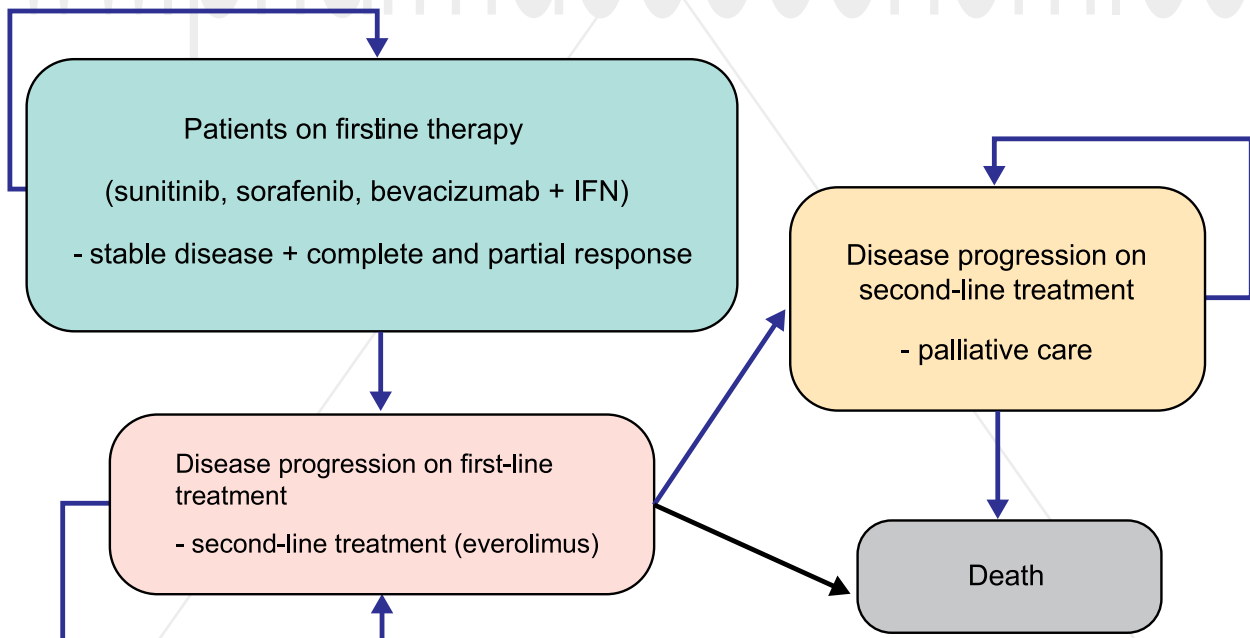 Patients on firstline therapy
(sunitinib, sorafenib, bevacizumab + IFN)
- stable disease + complete and partial response
Disease progression on
second-line treatment
- palliative care
Disease progression on first-line
treatment
- second-line treatment (everolimus)
Death